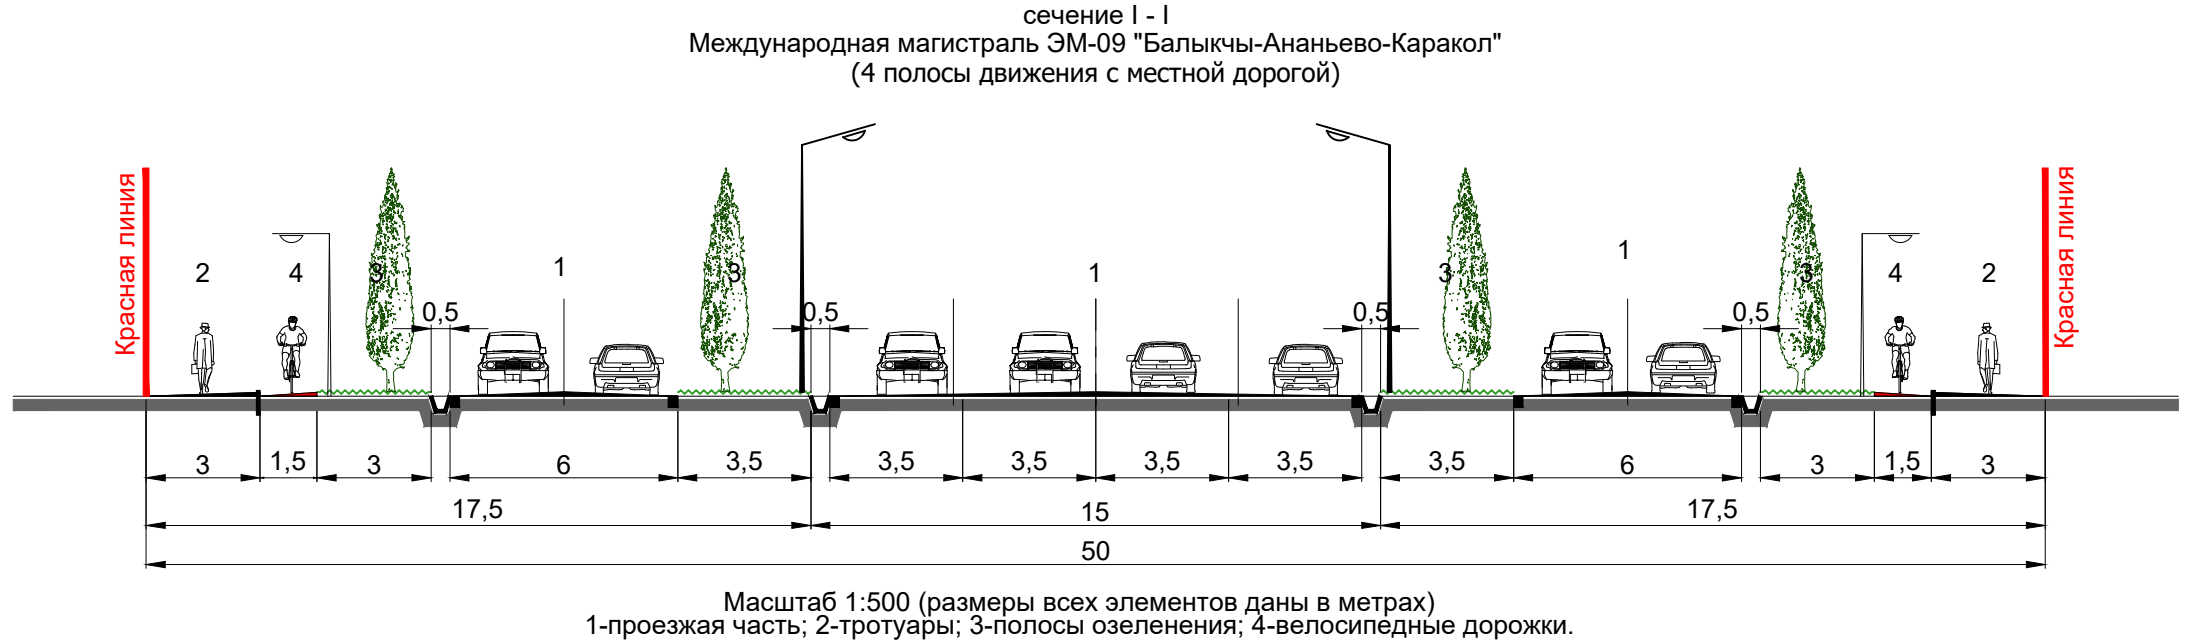 сечение I - I
Международная магистраль ЭМ-09 "Балыкчы-Ананьево-Каракол"
(4 полосы движения с местной дорогой)
Красная линия
Красная линия
2 4 3 1 3 1 3 1 3 4 2
0,5 0,5 0,5 0,5
3 1,5 3 6 3,5 3,5 3,5 3,5 3,5 3,5 6 3 1,5 3
17,5 15 17,5
50
Масштаб 1:500 (размеры всех элементов даны в метрах)
1-проезжая часть; 2-тротуары; 3-полосы озеленения; 4-велосипедные дорожки.